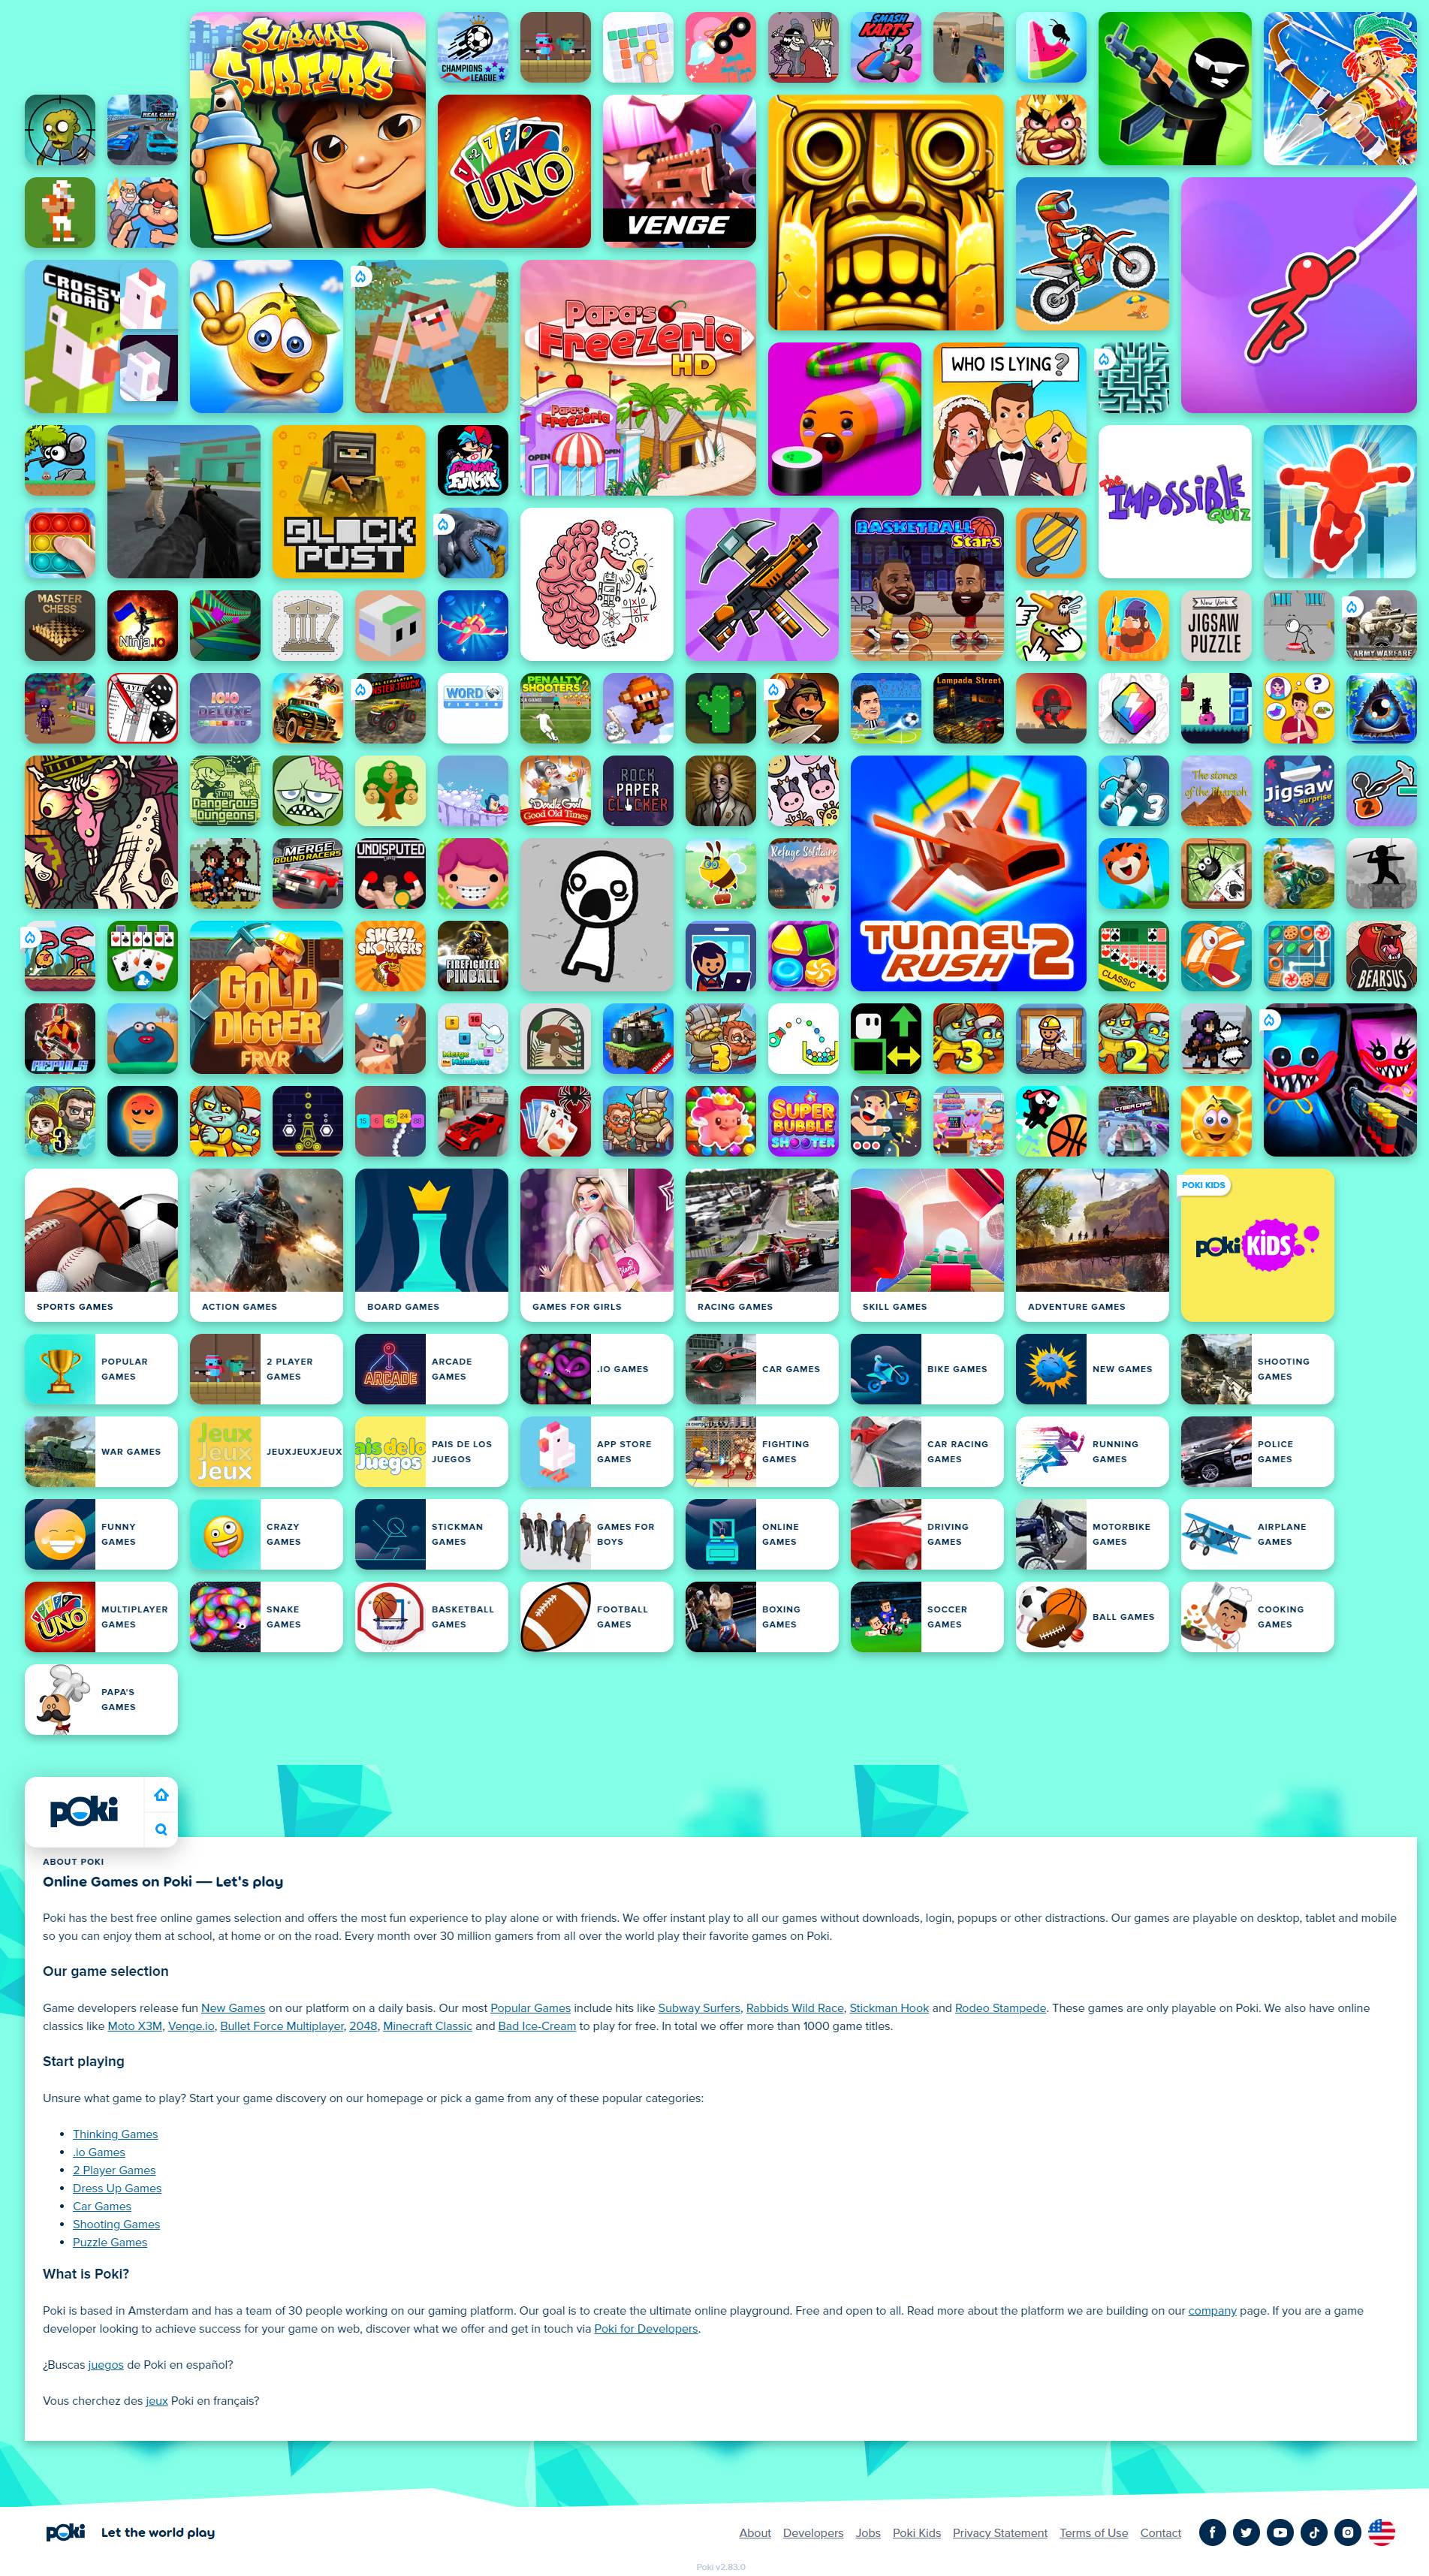 SUBWAY
SURFERS
CHAMPIONS
LEAGUE
SMASH
KARTS
REAL CARS
UNO
VENGE
CROSSY
ROAD
Papa's
Freezeria
HD
Papa's
Freezeria
OPEN
OPEN
WHO IS LYING?
BLOCK
POST
The
IMPOSSIBLE
QUIZ
BASKETBALL
Stars
MASTER
CHESS
Ninja.IO
New York
JIGSAW
PUZZLE
ARMY WARFARE
1010
DELUXE
WORD
FINDER
PENALTY
SHOOTERS
2
Lampada Street
Tiny
Dangerous
Dungeons
Doodle God
Good Old Times
ROCK
PAPER
CLICKER
3
The stones
of the Pharaoh
Jigsaw
surprise
2
MERGE
ROUND RACERS
UNDISPUTED
Refuge Solitaire
TUNNEL
RUSH 2
GOLD
DIGGER
FRVR
SHELL
SHOCKERS
FIREFIGHTER
PINBALL
CLASSIC
BEARSUS
REPULS
Merge
Numbers
ONLINE
3
3
2
3
SUPER
BUBBLE
SHOOTER
VS
CYBER CARS
SPORTS GAMES
ACTION GAMES
BOARD GAMES
GAMES FOR GIRLS
RACING GAMES
SKILL GAMES
ADVENTURE GAMES
POKI KIDS
poki KIDS
POPULAR
GAMES
2 PLAYER
GAMES
ARCADE
ARCADE
GAMES
.IO GAMES
CAR GAMES
BIKE GAMES
NEW GAMES
SHOOTING
GAMES
WAR GAMES
Jeux
Jeux
Jeux
JEUXJEUXJEUX
PAIS DE LOS
JUEGOS
APP STORE
GAMES
FIGHTING
GAMES
CAR RACING
GAMES
RUNNING
GAMES
POLICE
GAMES
FUNNY
GAMES
CRAZY
GAMES
STICKMAN
GAMES
GAMES FOR
BOYS
ONLINE
GAMES
DRIVING
GAMES
MOTORBIKE
GAMES
AIRPLANE
GAMES
UNO
MULTIPLAYER
GAMES
SNAKE
GAMES
BASKETBALL
GAMES
FOOTBALL
GAMES
BOXING
GAMES
SOCCER
GAMES
BALL GAMES
COOKING
GAMES
PAPA'S
GAMES
poki
ABOUT POKI
Online Games on Poki — Let's play
Poki has the best free online games selection and offers the most fun experience to play alone or with friends. We offer instant play to all our games without downloads, login, popups or other distractions. Our games are playable on desktop, tablet and mobile
so you can enjoy them at school, at home or on the road. Every month over 30 million gamers from all over the world play their favorite games on Poki.
Our game selection
Game developers release fun New Games on our platform on a daily basis. Our most Popular Games include hits like Subway Surfers, Rabbids Wild Race, Stickman Hook and Rodeo Stampede. These games are only playable on Poki. We also have online
classics like Moto X3M, Venge.io, Bullet Force Multiplayer, 2048, Minecraft Classic and Bad Ice-Cream to play for free. In total we offer more than 1000 game titles.
Start playing
Unsure what game to play? Start your game discovery on our homepage or pick a game from any of these popular categories:
Thinking Games
.io Games
2 Player Games
Dress Up Games
Car Games
Shooting Games
Puzzle Games
What is Poki?
Poki is based in Amsterdam and has a team of 30 people working on our gaming platform. Our goal is to create the ultimate online playground. Free and open to all. Read more about the platform we are building on our company page. If you are a game
developer looking to achieve success for your game on web, discover what we offer and get in touch via Poki for Developers.
¿Buscas juegos de Poki en español?
Vous cherchez des jeux Poki en français?
poki
Let the world play
About Developers Jobs Poki Kids Privacy Statement Terms of Use Contact
Poki v2.83.0